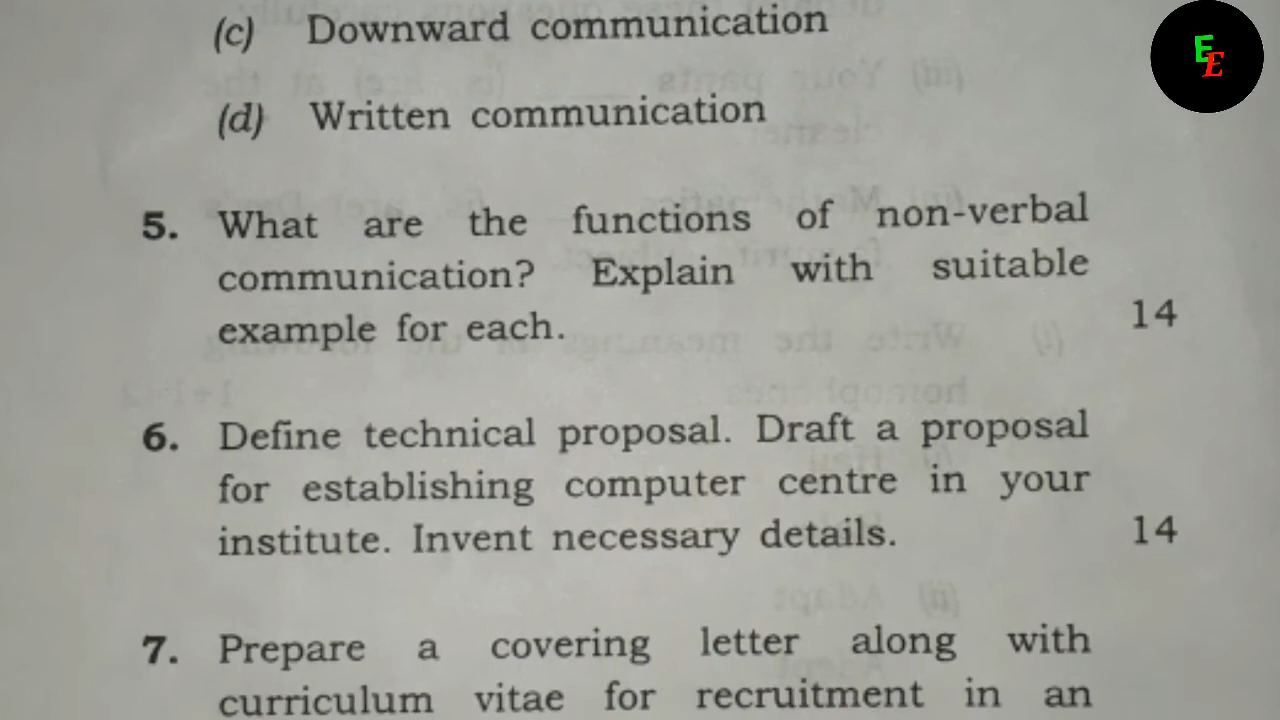 (c) Downward communication
(d) Written communication
5. What are the functions of non-verbal
communication? Explain with suitable
example for each. 14
6. Define technical proposal. Draft a proposal
for establishing computer centre in your
institute. Invent necessary details. 14
7. Prepare a covering letter along with
curriculum vitae for recruitment in an
EE